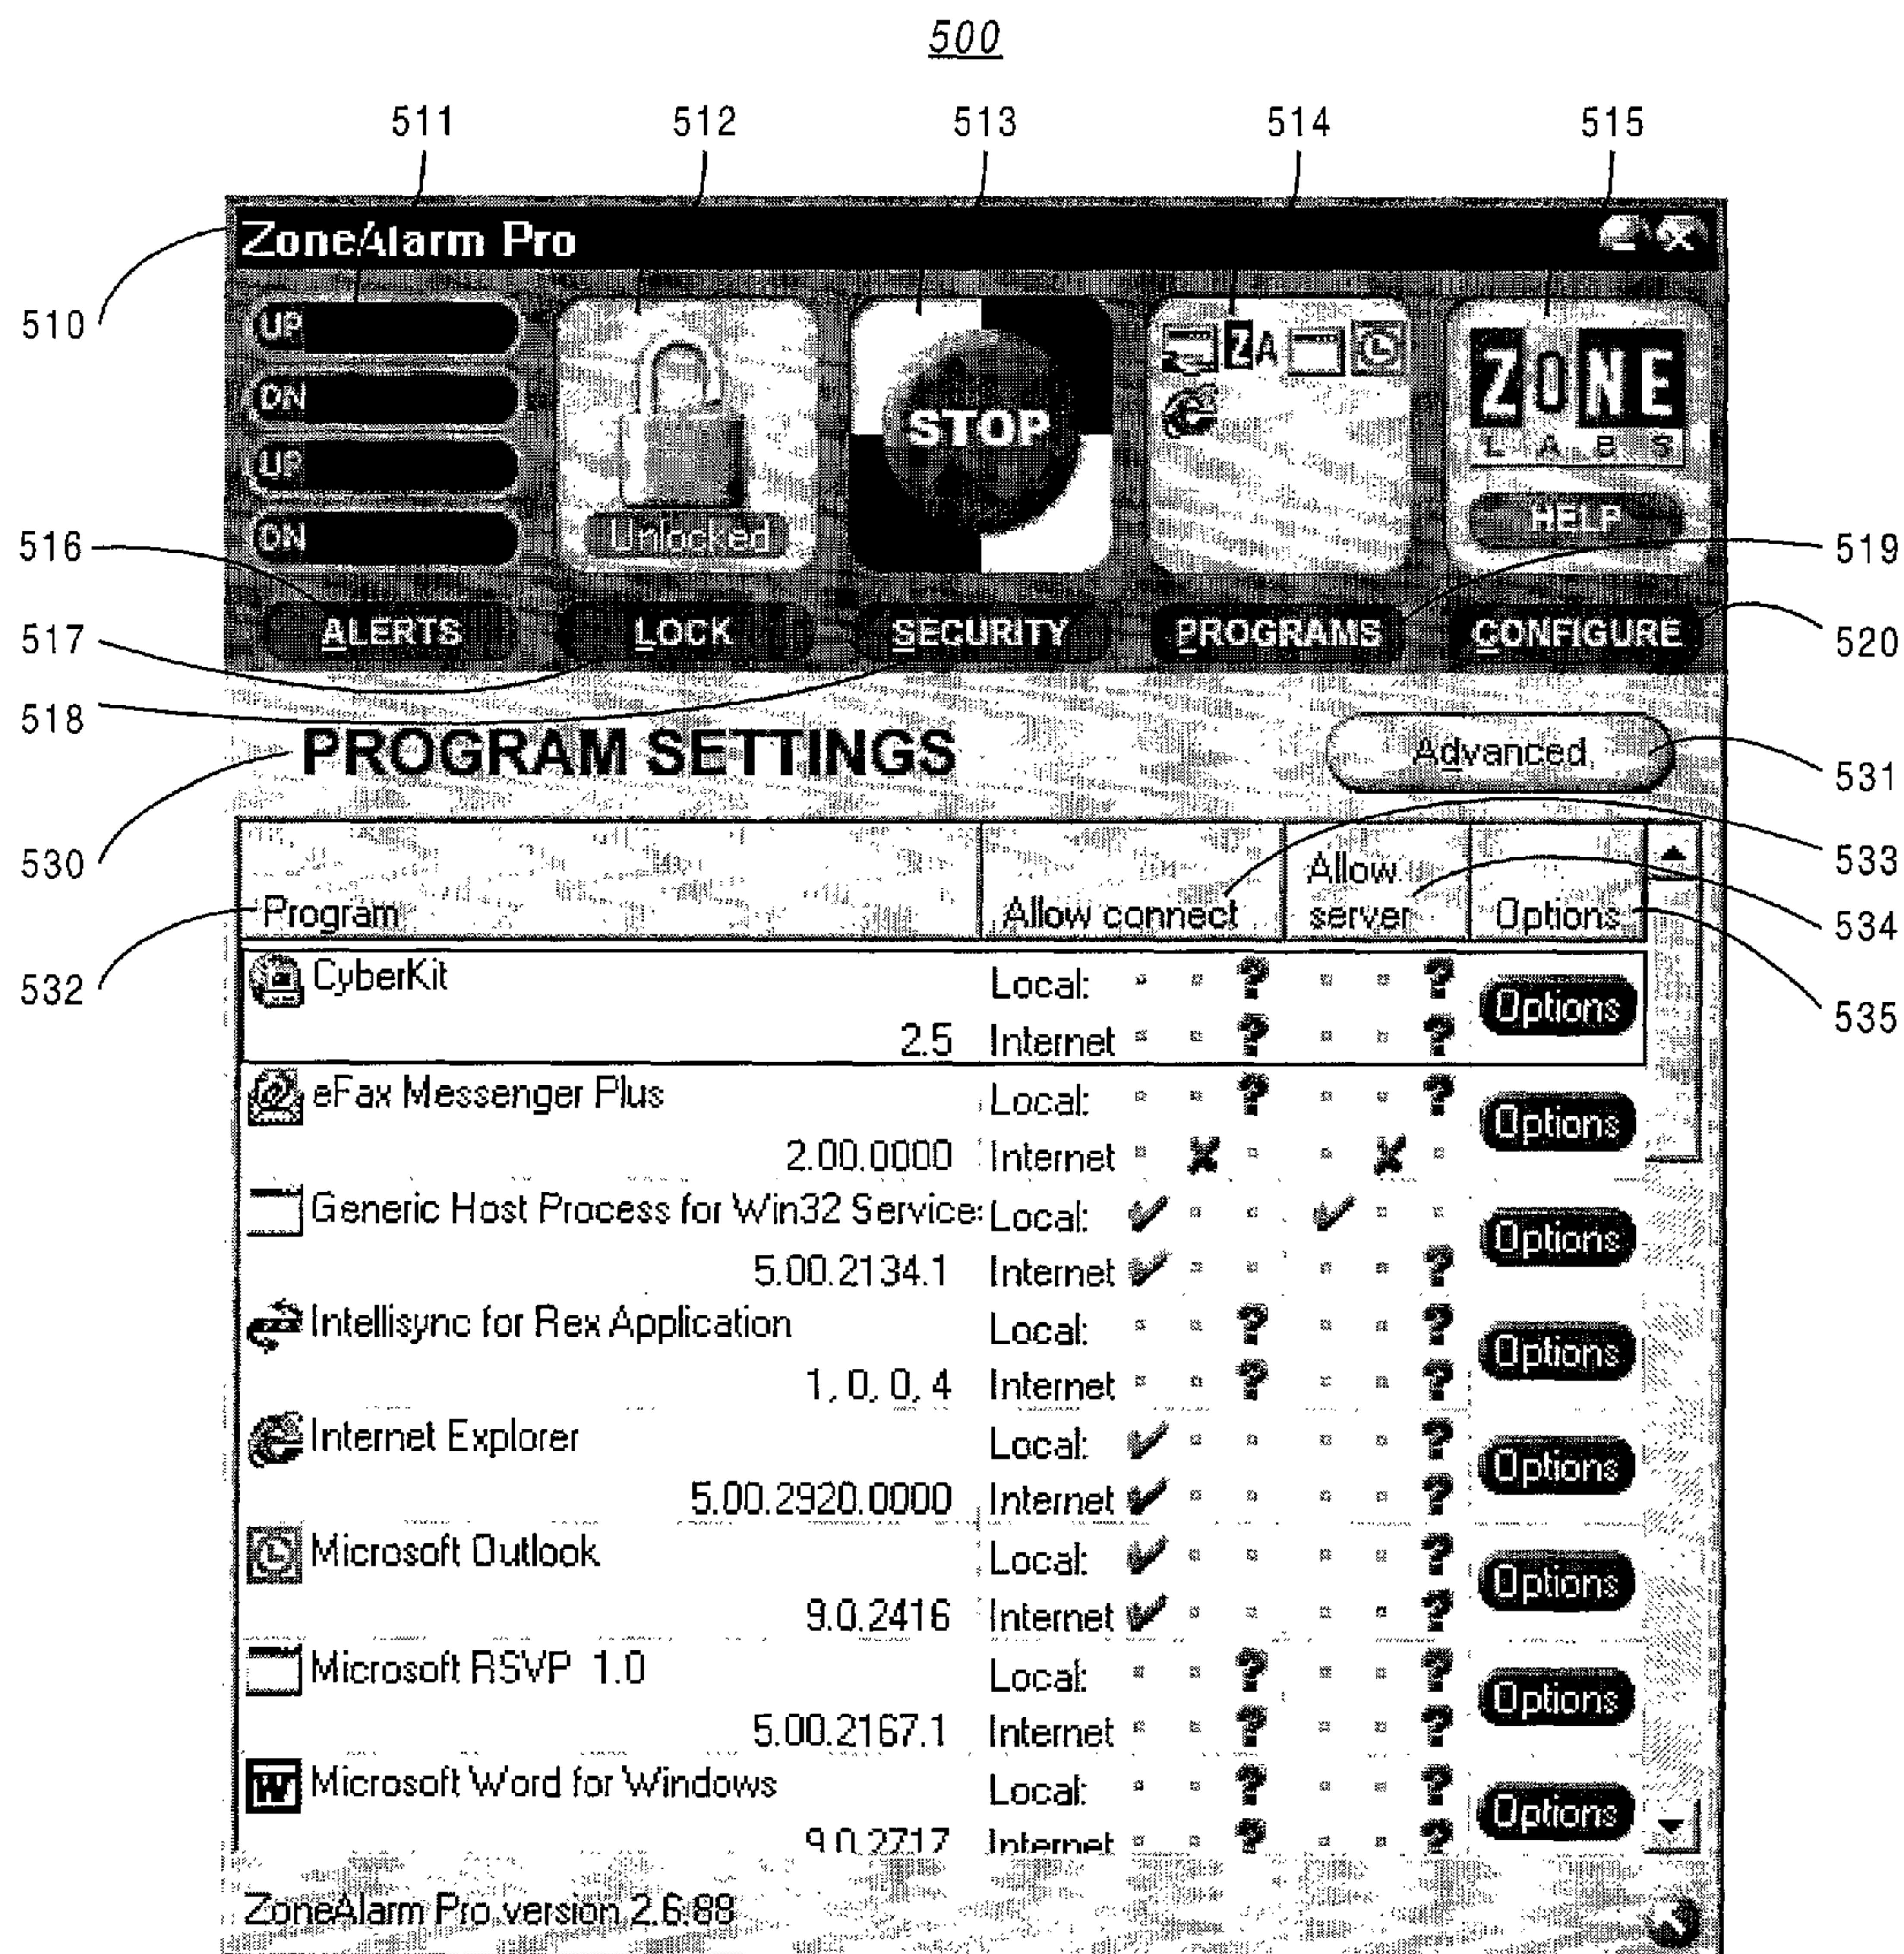 500
511 512 513 514 515
ZoneAlarm Pro
510
UP
ON
UP
ON
Unlocked
STOP
ZA
ZONE
LABS
HELP
516
519
ALERTS LOCK SECURITY PROGRAMS CONFIGURE
517
520
518
PROGRAM SETTINGS Advanced
531
530
533
Program Allow connect Allow server Options
534
532
535
CyberKit Local: ? ? Options
2.5 Internet ? ?
eFax Messenger Plus Local: ? ? Options
2.00.0000 Internet
Generic Host Process for Win32 Service: Local: Options
5.00.2134.1 Internet ?
Intellisync for Rex Application Local: ? ? Options
1, 0, 0, 4 Internet ? ?
Internet Explorer Local: ? Options
5.00.2920.0000 Internet ?
Microsoft Outlook Local: ? Options
9.0.2416 Internet ?
Microsoft RSVP 1.0 Local: ? ? Options
5.00.2167.1 Internet ? ?
Microsoft Word for Windows Local: ? ? Options
9.0.2717 Internet ? ?
ZoneAlarm Pro version 2.6.88